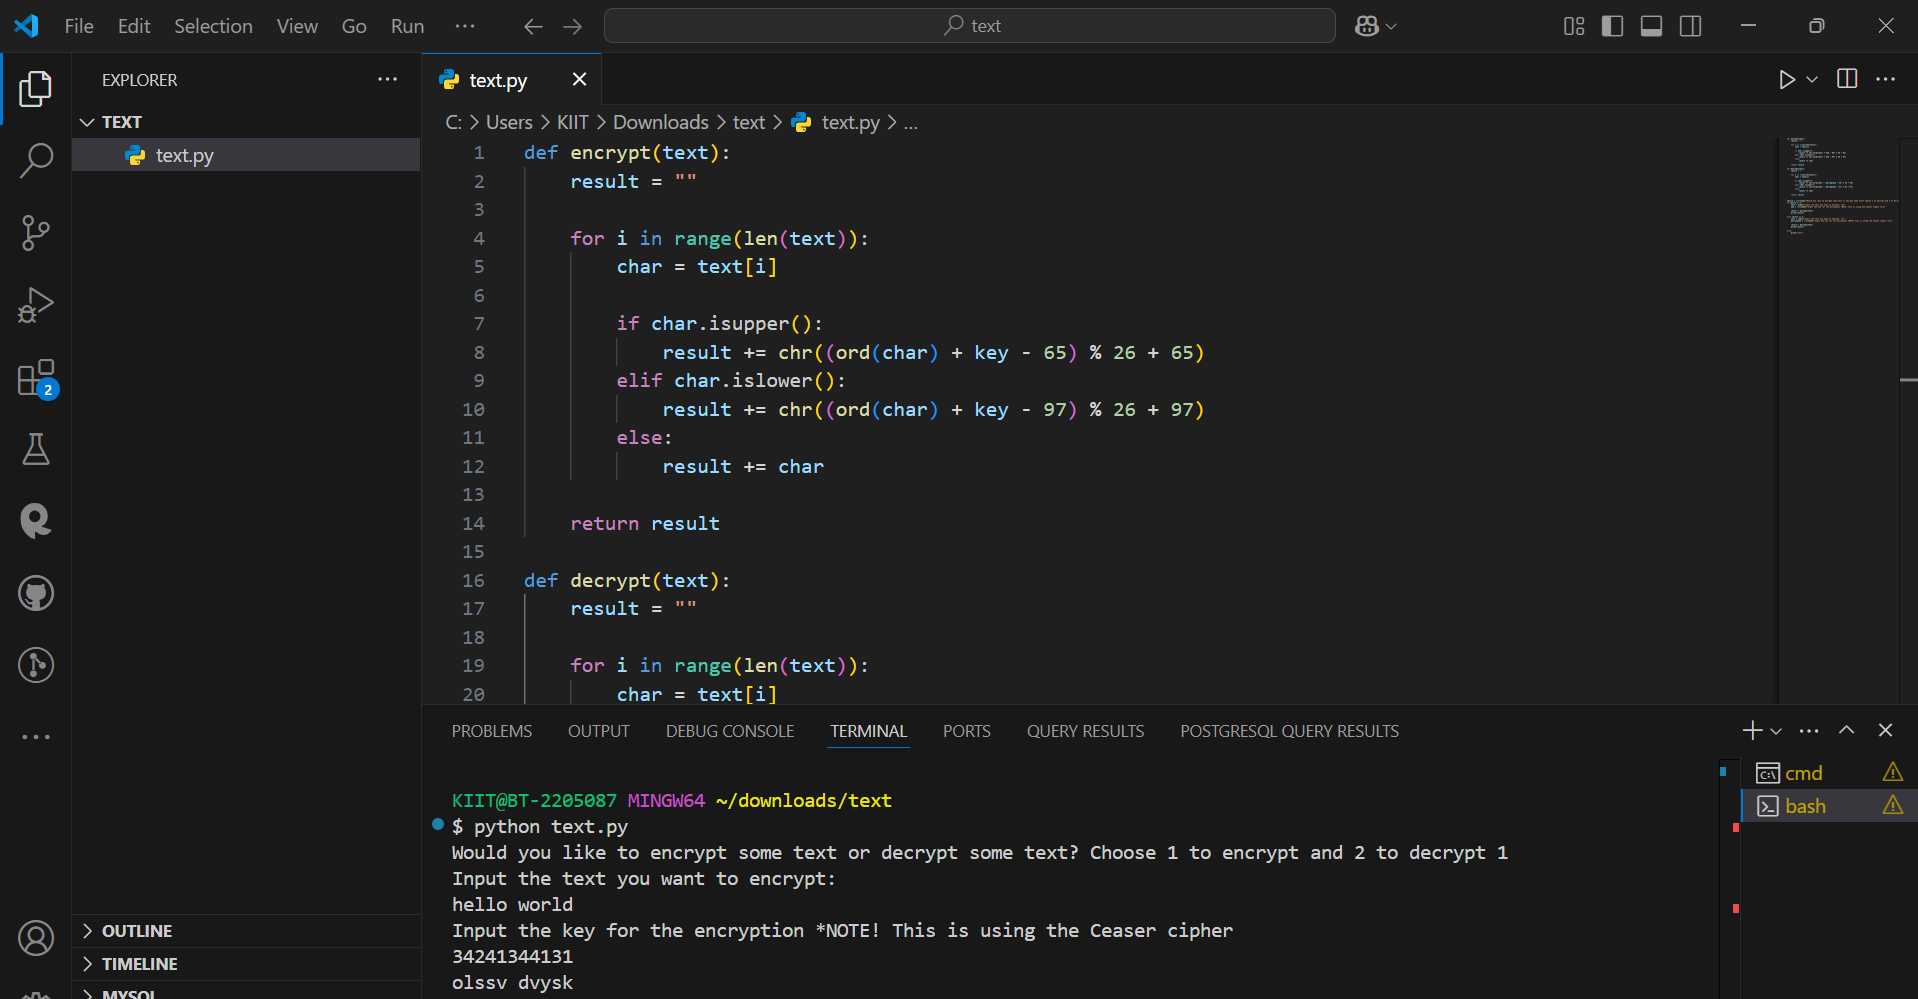 File Edit Selection View Go Run ... text
EXPLORER ...
TEXT
text.py
2
OUTLINE
TIMELINE
MYSQL
text.py
C: > Users > KIIT > Downloads > text > text.py > ...
1 def encrypt(text):
2 result = ""
3
4 for i in range(len(text)):
5 char = text[i]
6
7 if char.isupper():
8 result += chr((ord(char) + key - 65) % 26 + 65)
9 elif char.islower():
10 result += chr((ord(char) + key - 97) % 26 + 97)
11 else:
12 result += char
13
14 return result
15
16 def decrypt(text):
17 result = ""
18
19 for i in range(len(text)):
20 char = text[i]
PROBLEMS OUTPUT DEBUG CONSOLE TERMINAL PORTS QUERY RESULTS POSTGRESQL QUERY RESULTS
cmd
bash
KIIT@BT-2205087 MINGW64 ~/downloads/text
$ python text.py
Would you like to encrypt some text or decrypt some text? Choose 1 to encrypt and 2 to decrypt 1
Input the text you want to encrypt:
hello world
Input the key for the encryption *NOTE! This is using the Ceaser cipher
34241344131
olssv dvysk